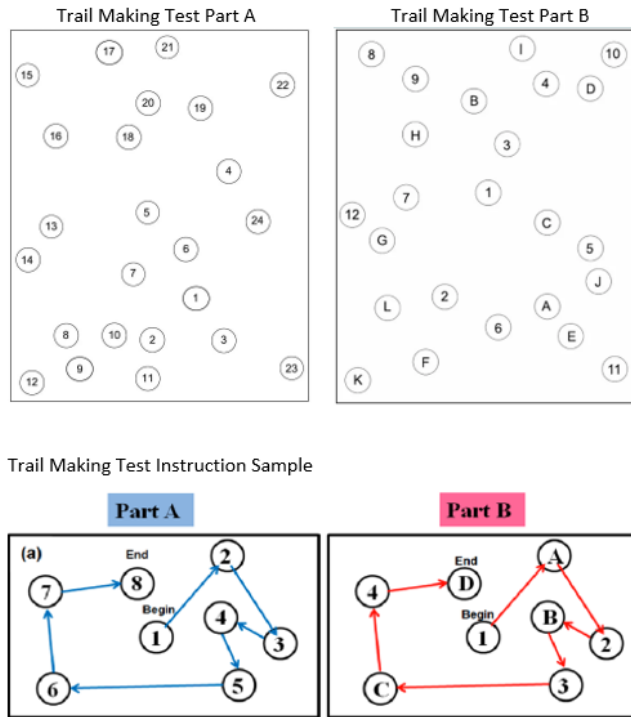 Trail Making Test Part A
17
21
15
22
20
19
16
18
4
5
24
13
6
14
7
1
8
10
2
3
9
23
11
12
Trail Making Test Part B
I
8
10
9
4
D
B
H
3
1
7
12
C
G
5
J
2
L
A
6
E
F
11
K
Trail Making Test Instruction Sample
Part A
(a)
End
2
8
7
Begin
4
1
3
6
5
Part B
A
End
4
D
Begin
B
1
2
C
3